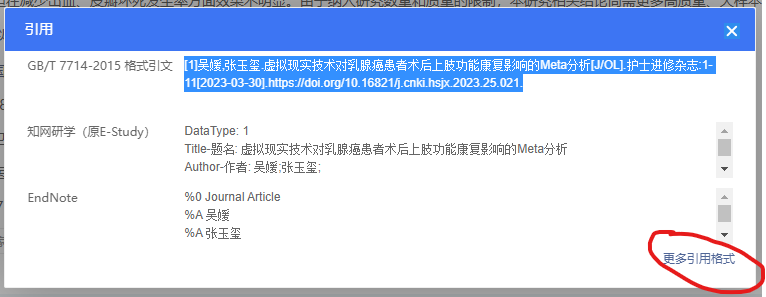 引用
GB/T 7714-2015 格式引文
[1]吴媛,张玉玺.虚拟现实技术对乳腺癌患者术后上肢功能康复影响的Meta分析[J/OL].护士进修杂志:1-
11[2023-03-30].https://doi.org/10.16821/j.cnki.hsjx.2023.25.021.
知网研学（原E-Study）
DataType: 1
Title-题名: 虚拟现实技术对乳腺癌患者术后上肢功能康复影响的Meta分析
Author-作者: 吴媛;张玉玺;
EndNote
%0 Journal Article
%A 吴媛
%A 张玉玺
更多引用格式